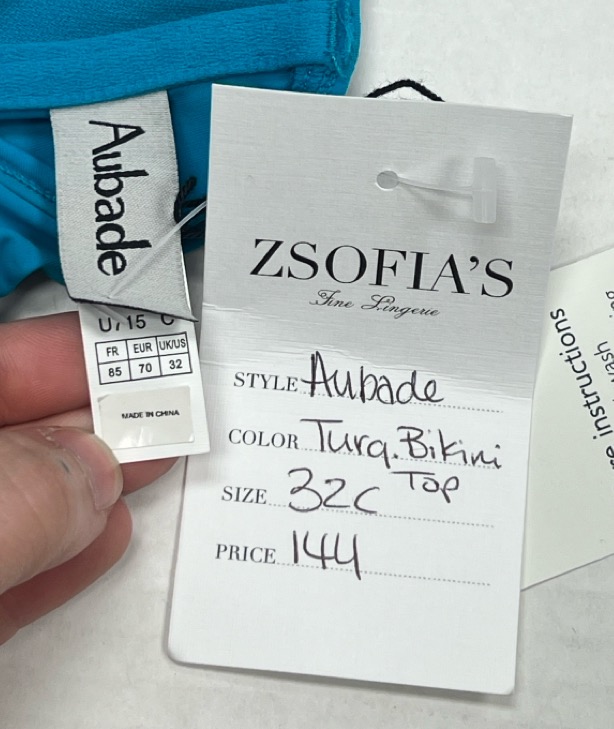 Aubade
U/15 C
FR EUR UK/US
85 70 32
MADE IN CHINA
ZSOFIA'S
Fine Lingerie
STYLE Aubade
COLOR Turq. Bikini
Top
SIZE 32C
PRICE 144
instructions